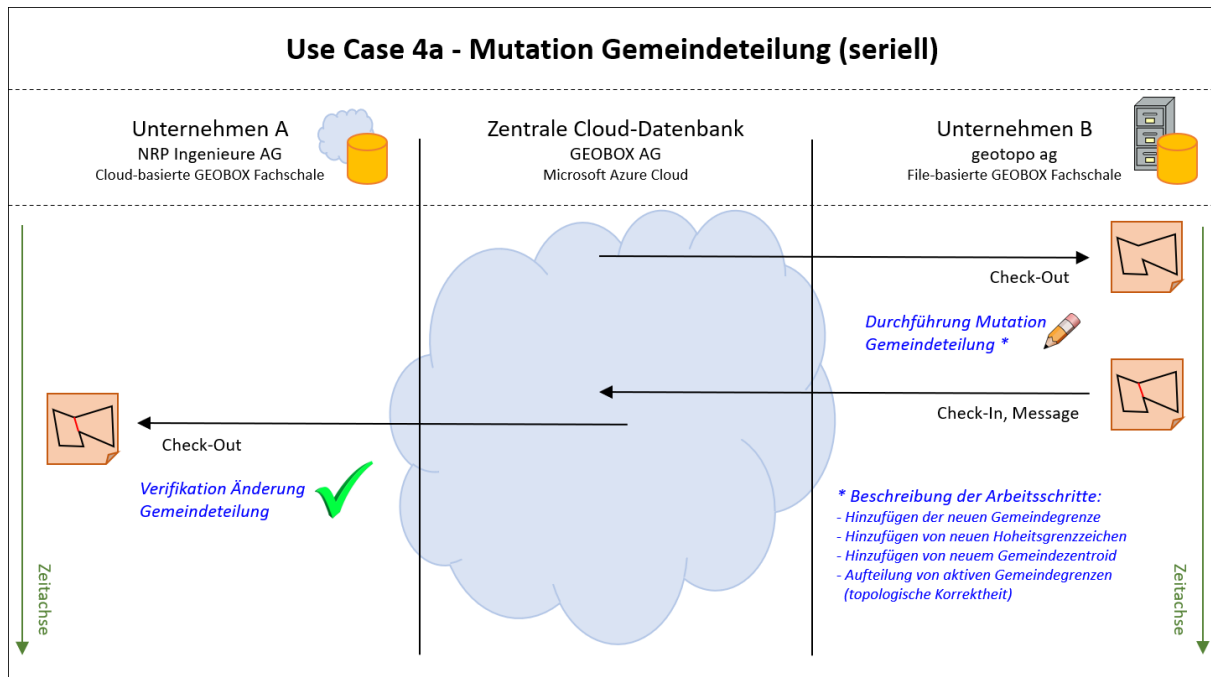 Use Case 4a - Mutation Gemeindeteilung (seriell)
Unternehmen A
NRP Ingenieure AG
Cloud-basierte GEOBOX Fachschale
Zentrale Cloud-Datenbank
GEOBOX AG
Microsoft Azure Cloud
Unternehmen B
geotopo ag
File-basierte GEOBOX Fachschale
Check-Out
Durchführung Mutation
Gemeindeteilung *
Check-In, Message
Check-Out
Verifikation Änderung
Gemeindeteilung
* Beschreibung der Arbeitsschritte:
- Hinzufügen der neuen Gemeindegrenze
- Hinzufügen von neuen Hoheitsgrenzzeichen
- Hinzufügen von neuem Gemeindezentroid
- Aufteilung von aktiven Gemeindegrenzen
(topologische Korrektheit)
Zeitachse
Zeitachse